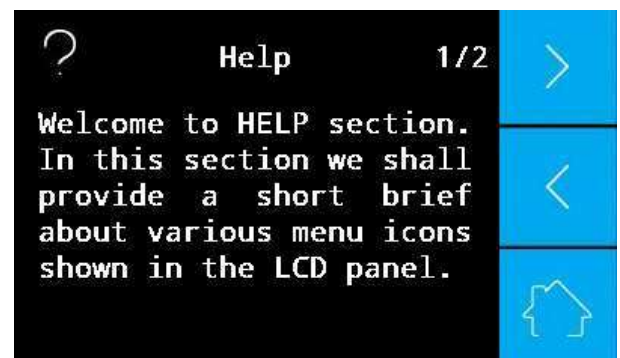 Help 1/2
Welcome to HELP section.
In this section we shall
provide a short brief
about various menu icons
shown in the LCD panel.